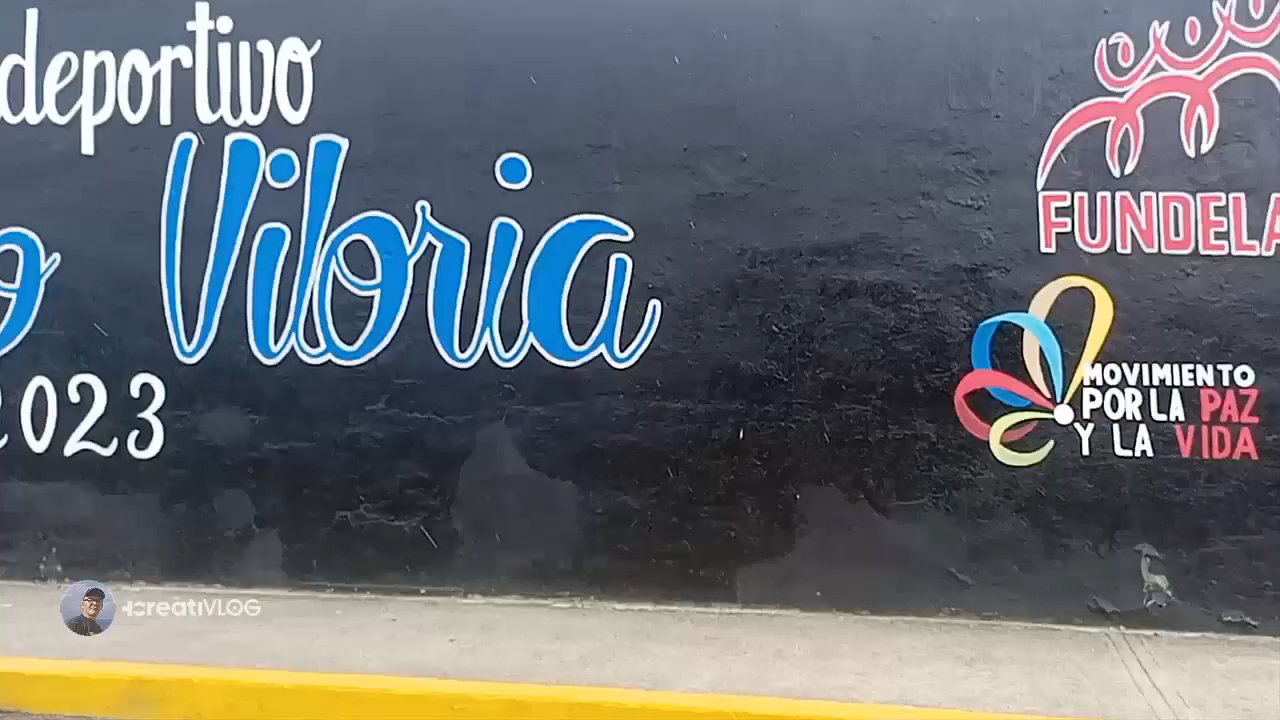 deportivo
Viloria
2023
FUNDELA
MOVIMIENTO
POR LA PAZ
Y LA VIDA
+creatiVLOG